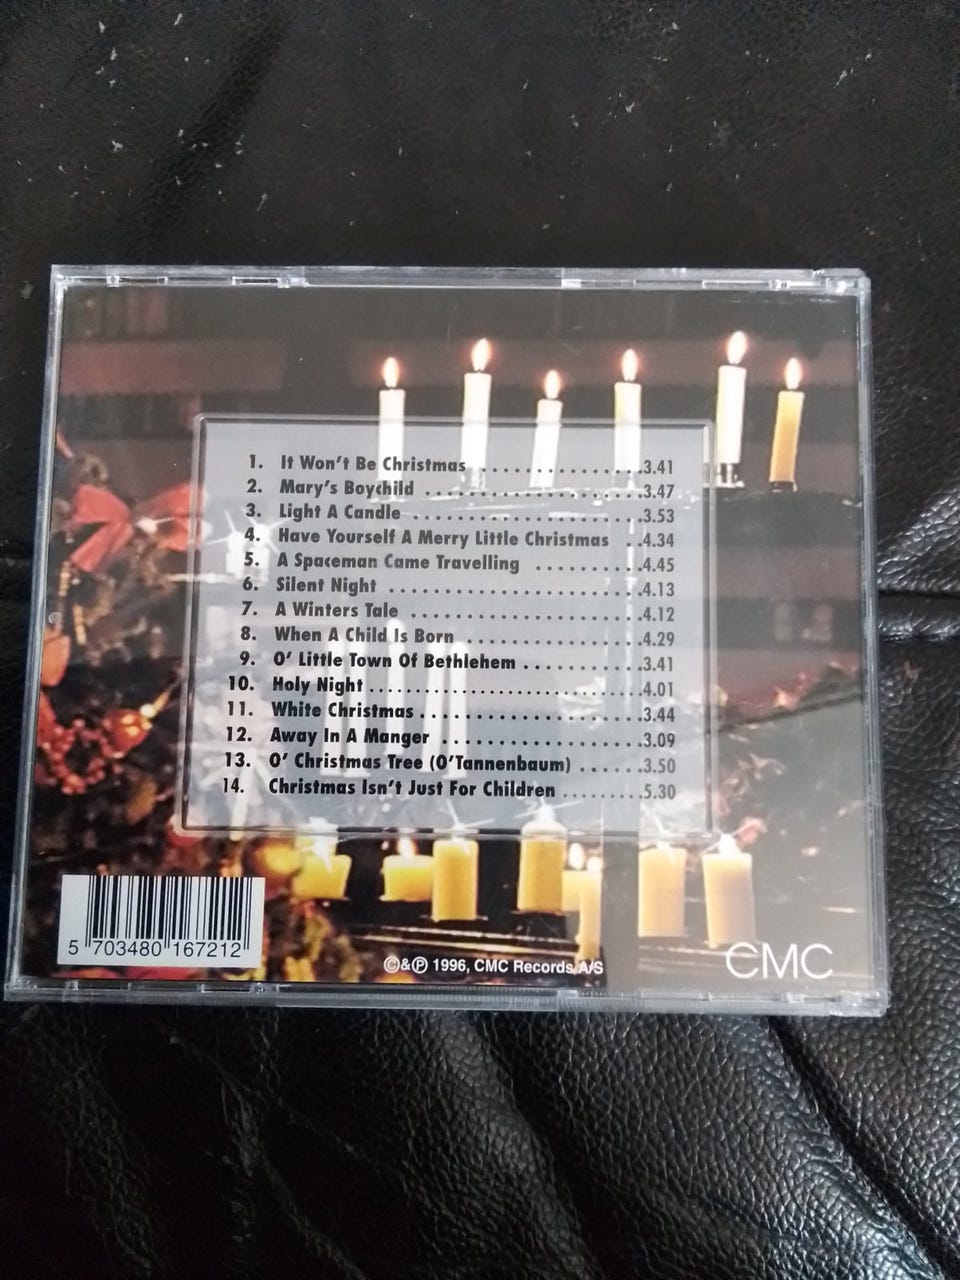 1. It Won't Be Christmas ................3.41
2. Mary's Boychild ......................3.47
3. Light A Candle .......................3.53
4. Have Yourself A Merry Little Christmas ..4.34
5. A Spaceman Came Travelling ...........4.45
6. Silent Night .........................4.13
7. A Winters Tale .......................4.12
8. When A Child Is Born .................4.29
9. O' Little Town Of Bethlehem ...........3.41
10. Holy Night ..........................4.01
11. White Christmas .....................3.44
12. Away In A Manger ....................3.09
13. O' Christmas Tree (O'Tannenbaum) ......3.50
14. Christmas Isn't Just For Children ........5.30
5 703480 167212
©&℗ 1996, CMC Records A/S
CMC